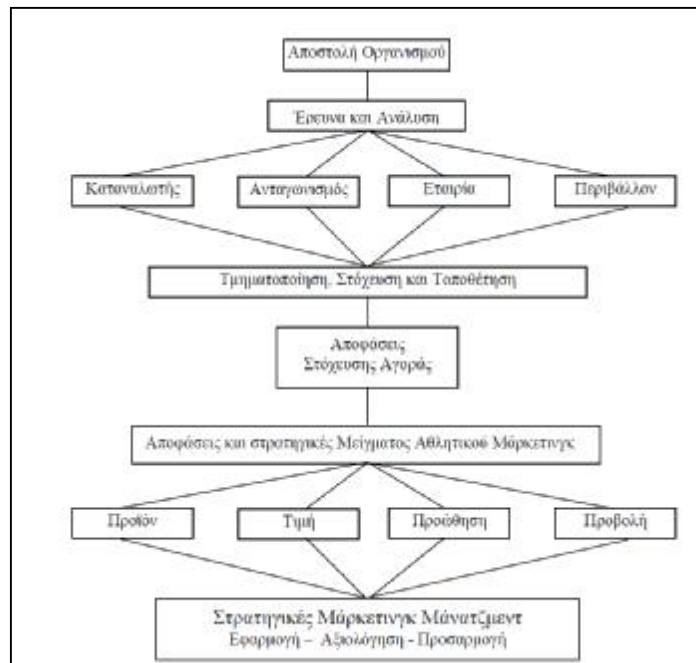 Αποστολή Οργανισμού
Έρευνα και Ανάλυση
Καταναλωτής
Ανταγωνισμός
Εταιρία
Περιβάλλον
Τμηματοποίηση, Στόχευση και Τοποθέτηση
Αποφάσεις
Στόχευσης Αγοράς
Αποφάσεις και στρατηγικές Μείγματος Αθλητικού Μάρκετινγκ
Προϊόν
Τιμή
Προώθηση
Προβολή
Στρατηγικές Μάρκετινγκ Μάνατζμεντ
Εφαρμογή – Αξιολόγηση - Προσαρμογή